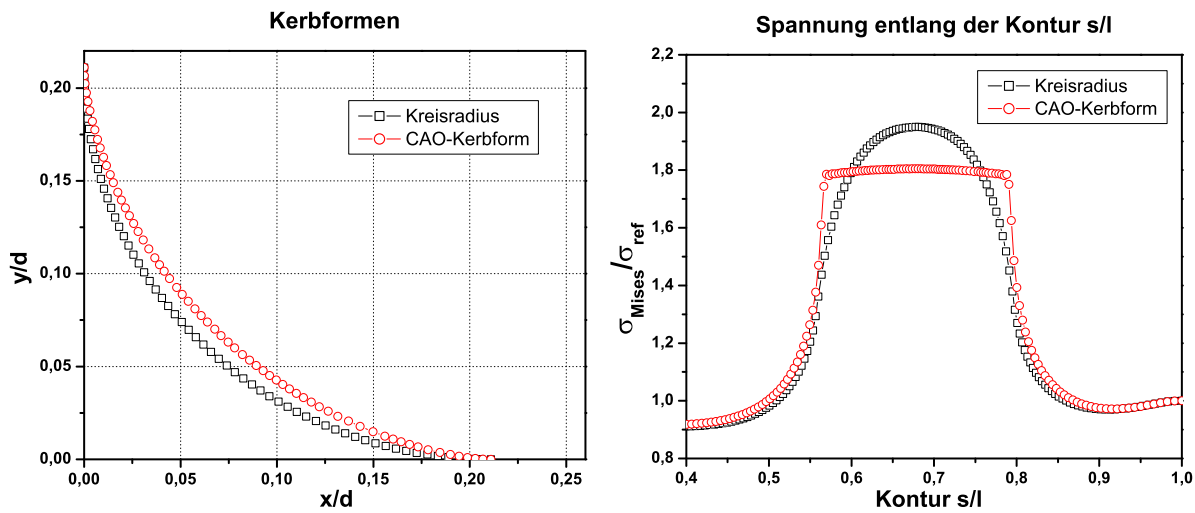 Kerbformen
0,20
0,15
0,10
0,05
0,00
y/d
0,00
0,05
0,10
0,15
0,20
0,25
x/d
Kreisradius
CAO-Kerbform
Spannung entlang der Kontur s/l
2,2
2,0
1,8
1,6
1,4
1,2
1,0
0,8
σMises/σref
0,4
0,5
0,6
0,7
0,8
0,9
1,0
Kontur s/l
Kreisradius
CAO-Kerbform